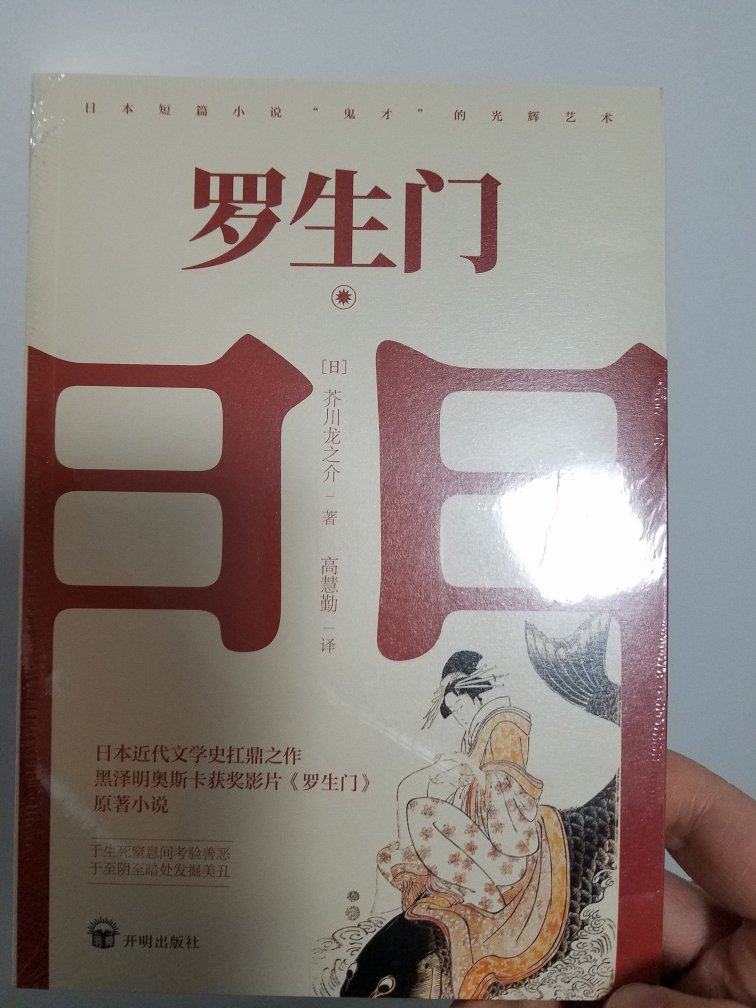 日本短篇小说“鬼才”的光辉艺术
罗生门
[日]芥川龙之介 — 著
高慧勤 — 译
日本近代文学史扛鼎之作
黑泽明奥斯卡获奖影片《罗生门》
原著小说
于生死窒息间考验善恶
于至阴至暗处发掘美丑
开明出版社